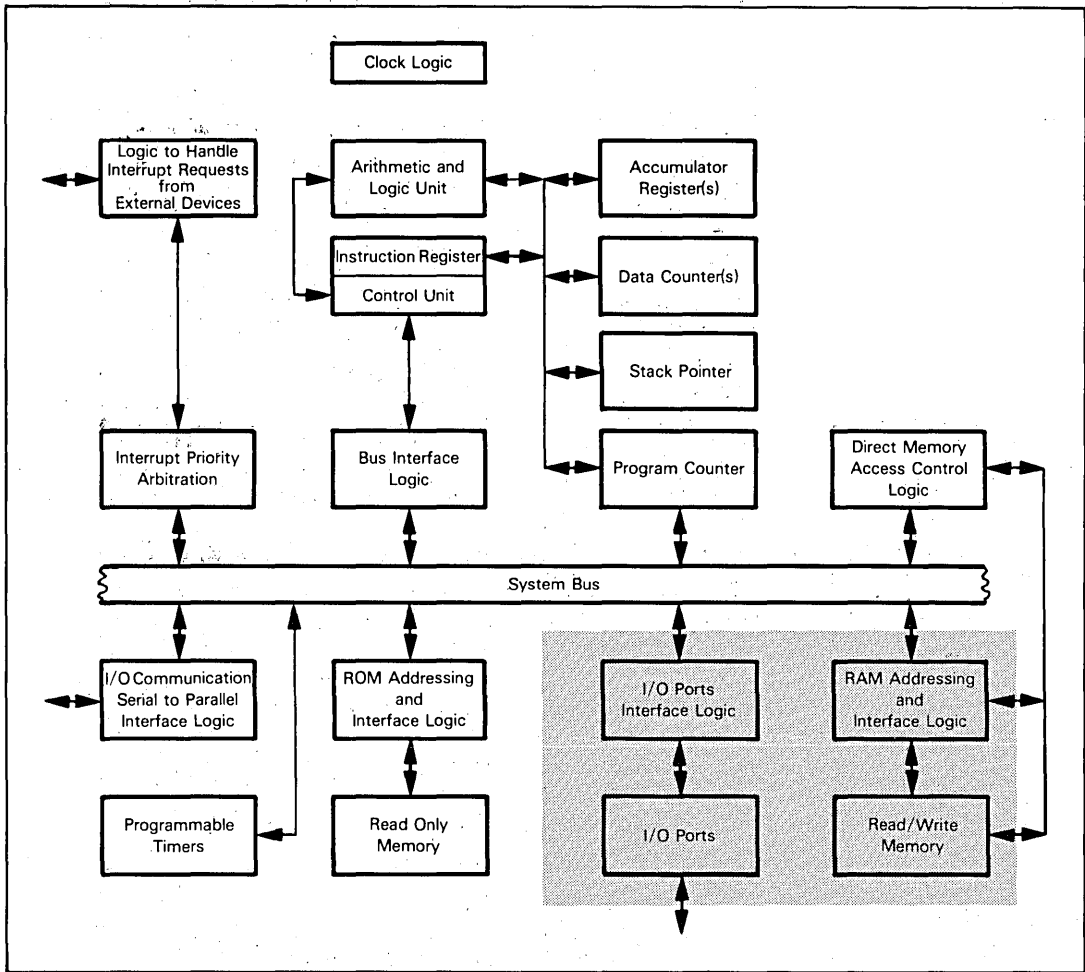 Clock Logic
Logic to Handle
Interrupt Requests
from
External Devices
Arithmetic and
Logic Unit
Accumulator
Register(s)
Instruction Register
Control Unit
Data Counter(s)
Stack Pointer
Interrupt Priority
Arbitration
Bus Interface
Logic
Program Counter
Direct Memory
Access Control
Logic
System Bus
I/O Communication
Serial to Parallel
Interface Logic
ROM Addressing
and
Interface Logic
I/O Ports
Interface Logic
RAM Addressing
and
Interface Logic
Programmable
Timers
Read Only
Memory
I/O Ports
Read/Write
Memory